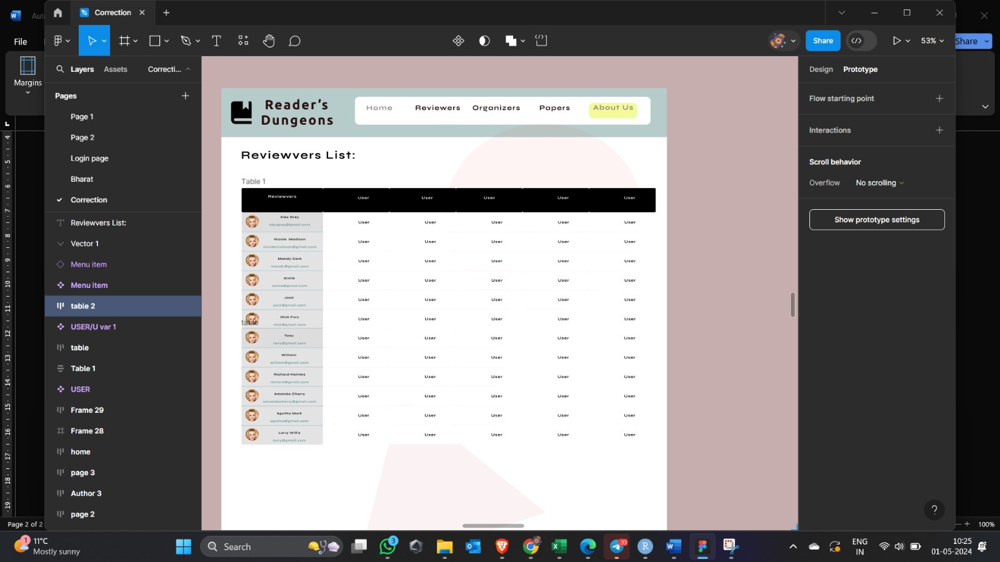 Correction
File
Share
53%
Share
Margins
Layers
Assets
Correcti...
Design
Prototype
Pages
Page 1
Page 2
Login page
Bharat
Correction
Reviewvers List:
Vector 1
Menu item
Menu item
table 2
USER/U var 1
table
Table 1
USER
Frame 29
Frame 28
home
page 3
Author 3
page 2
Reader's
Dungeons
Home
Reviewers
Organizers
Papers
About Us
Reviewvers List:
Table 1
Reviewvers User User User User User
Alex Grey
alexgrey@gmail.com
User User User User User
Nicole Madison
nicolemadison@gmail.com
User User User User User
Mandy Cark
mandy@gmail.com
User User User User User
Annie
annie@gmail.com
User User User User User
Jack
jack@gmail.com
User User User User User
Nick Fury
nick@gmail.com
table
User User User User User
Tony
tony@gmail.com
User User User User User
William
william@gmail.com
User User User User User
Richard Holmes
richard@gmail.com
User User User User User
Amanda Cherry
amandacherry@gmail.com
User User User User User
Agatha Mark
agatha@gmail.com
User User User User User
Larry Willis
larry@gmail.com
User User User User User
Flow starting point
Interactions
Scroll behavior
Overflow
No scrolling
Show prototype settings
?
Page 2 of 2
100%
1
11°C
Mostly sunny
Search
3
93
ENG
IN
10:25
01-05-2024